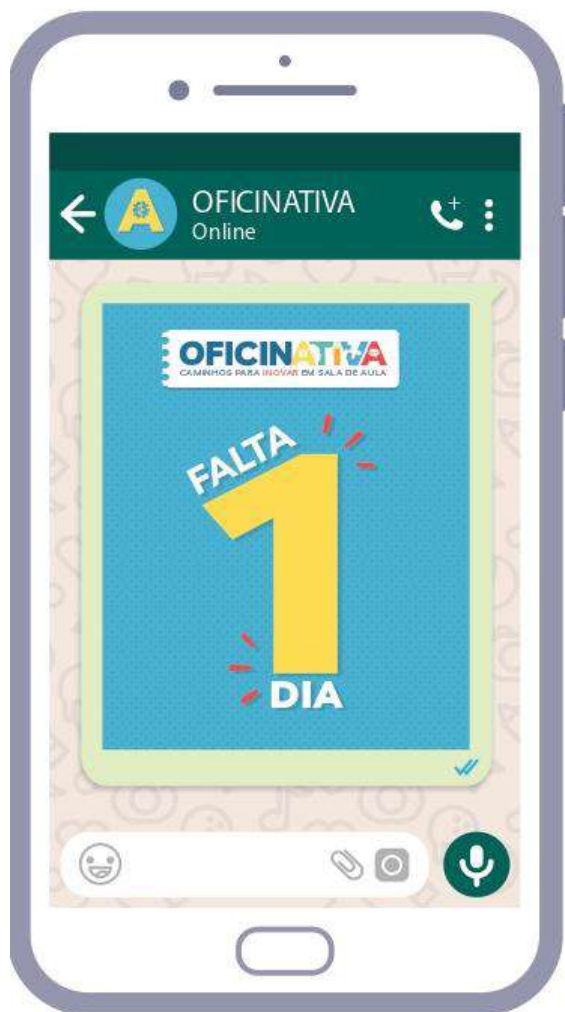 OFICINATIVA
Online
OFICINATIVA
CAMINHOS PARA INOVAR EM SALA DE AULA
FALTA
1
DIA